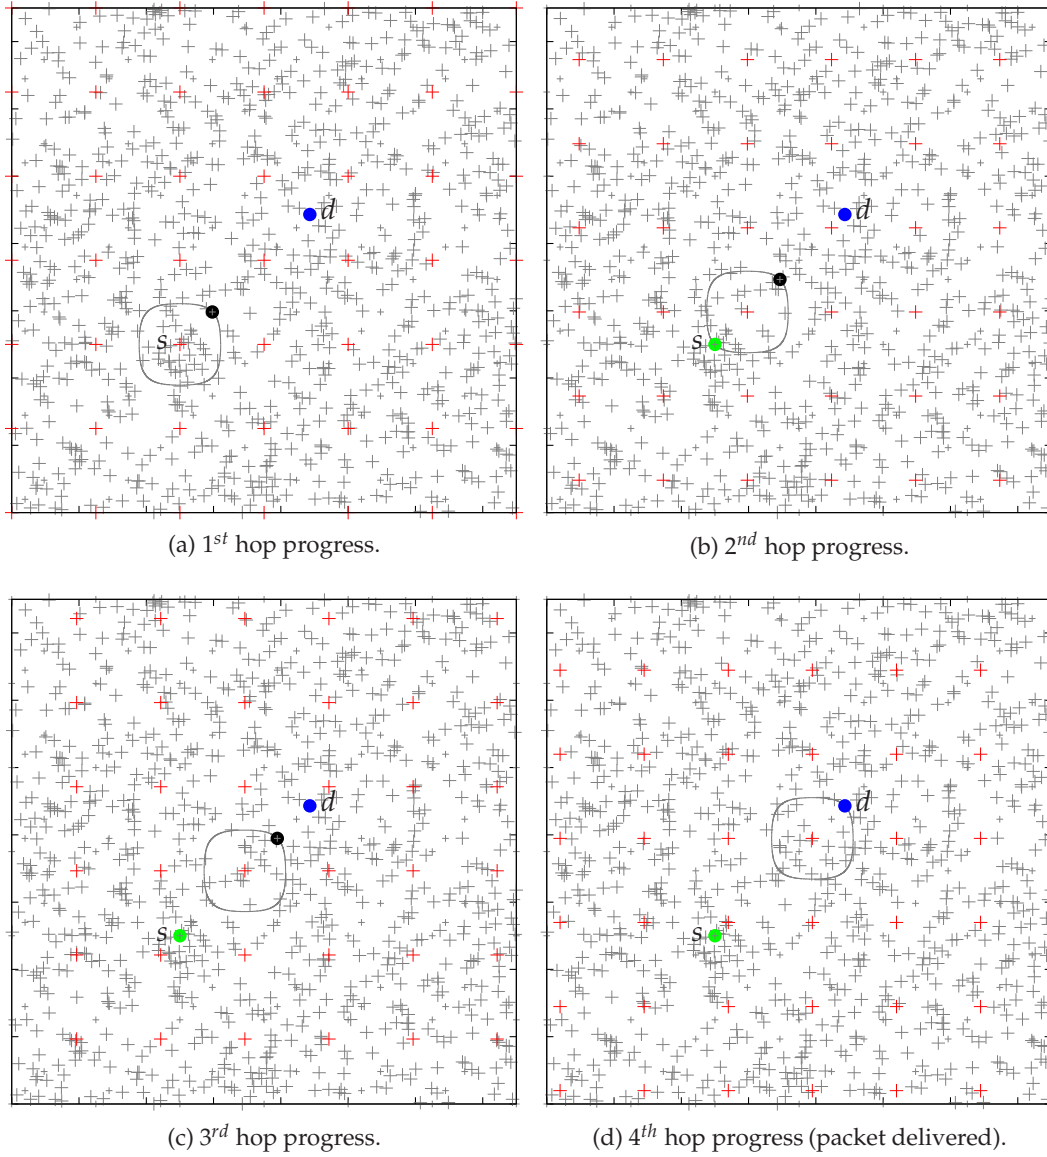 d
s
(a) 1st hop progress.
d
s
(b) 2nd hop progress.
d
s
(c) 3rd hop progress.
d
s
(d) 4th hop progress (packet delivered).